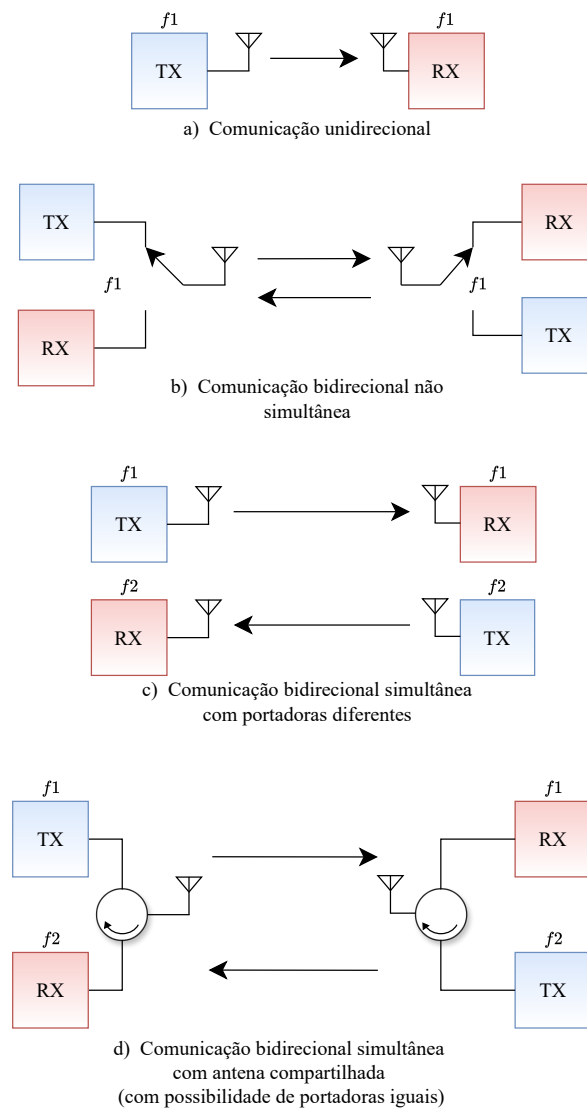 f1
f1
TX
RX
a) Comunicação unidirecional
TX
RX
f1
f1
RX
TX
b) Comunicação bidirecional não
simultânea
f1
f1
TX
RX
f2
f2
RX
TX
c) Comunicação bidirecional simultânea
com portadoras diferentes
f1
f1
TX
RX
f2
f2
RX
TX
d) Comunicação bidirecional simultânea
com antena compartilhada
(com possibilidade de portadoras iguais)